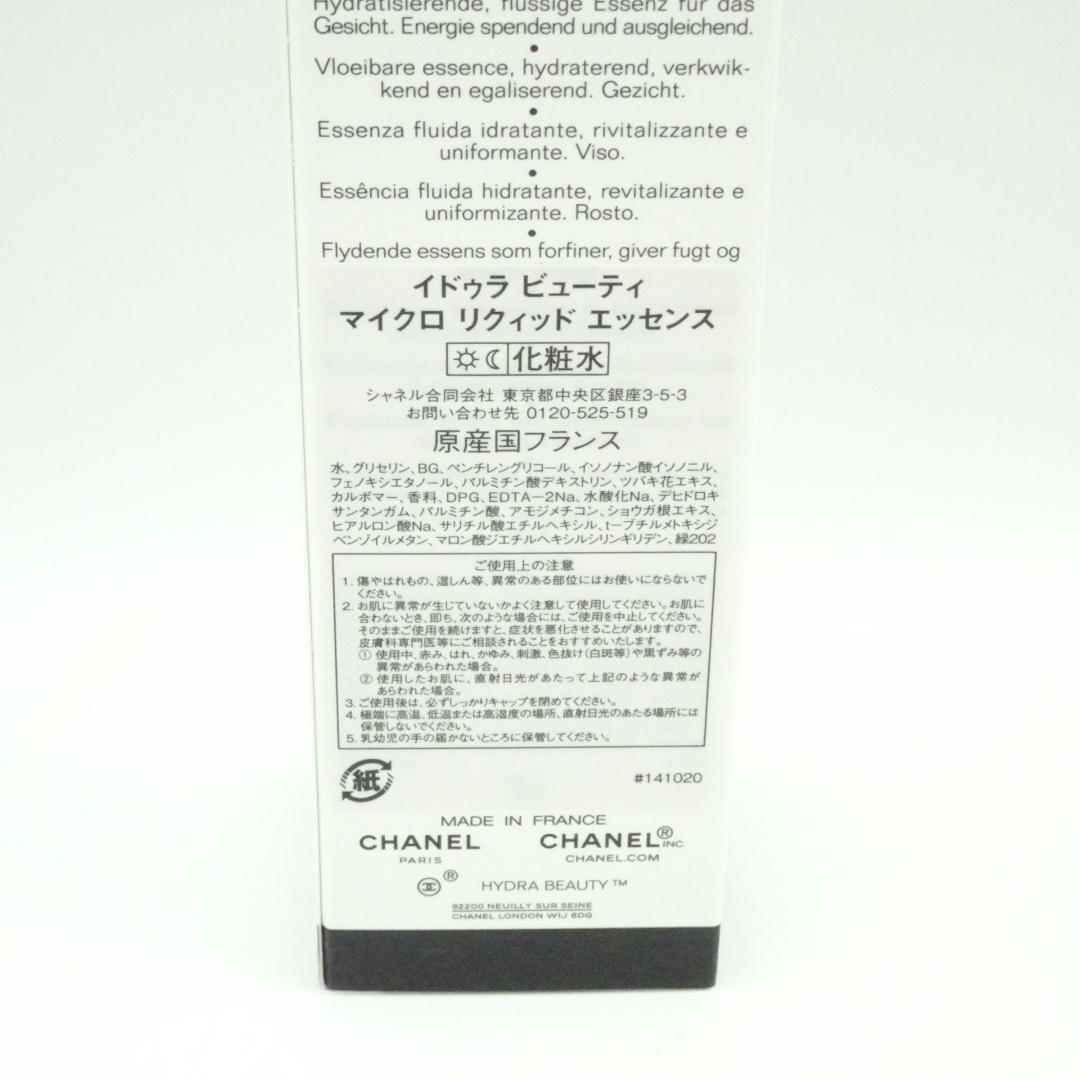 Hydratisierende, flüssige Essenz für das
Gesicht. Energie spendend und ausgleichend.
•
Vloeibare essence, hydraterend, verkwik-
kend en egaliserend. Gezicht.
•
Essenza fluida idratante, rivitalizzante e
uniformante. Viso.
•
Essência fluida hidratante, revitalizante e
uniformizante. Rosto.
•
Flydende essens som forfiner, giver fugt og
イドゥラ ビューティ
マイクロ リクィッド エッセンス
☼☾化粧水
シャネル合同会社 東京都中央区銀座3-5-3
お問い合わせ先 0120-525-519
原産国フランス
水、グリセリン、BG、ペンチレングリコール、イソノナン酸イソノニル、
フェノキシエタノール、パルミチン酸デキストリン、ツバキ花エキス、
カルボマー、香料、DPG、EDTA−2Na、水酸化Na、デヒドロキ
サンタンガム、パルミチン酸、アモジメチコン、ショウガ根エキス、
ヒアルロン酸Na、サリチル酸エチルヘキシル、t−ブチルメトキシジ
ベンゾイルメタン、マロン酸ジエチルヘキシルシリンギリデン、緑202
ご使用上の注意
1. 傷やはれもの、湿しん等、異常のある部位にはお使いにならないで
ください。
2. お肌に異常が生じていないかよく注意して使用してください。お肌に
合わないとき、即ち、次のような場合には、ご使用を中止してください。
そのままご使用を続けますと、症状を悪化させることがありますので、
皮膚科専門医等にご相談されることをおすすめいたします。
① 使用中、赤み、はれ、かゆみ、刺激、色抜け(白斑等)や黒ずみ等の
異常があらわれた場合。
② 使用したお肌に、直射日光があたって上記のような異常が
あらわれた場合。
3. ご使用後は、必ずしっかりキャップを閉めてください。
4. 極端に高温、低温または高湿度の場所、直射日光のあたる場所には
保管しないでください。
5. 乳幼児の手の届かないところに保管してください。
紙
#141020
MADE IN FRANCE
CHANEL CHANEL® INC.
PARIS CHANEL.COM
® HYDRA BEAUTY™
92200 NEUILLY SUR SEINE
CHANEL LONDON W1J 6DG